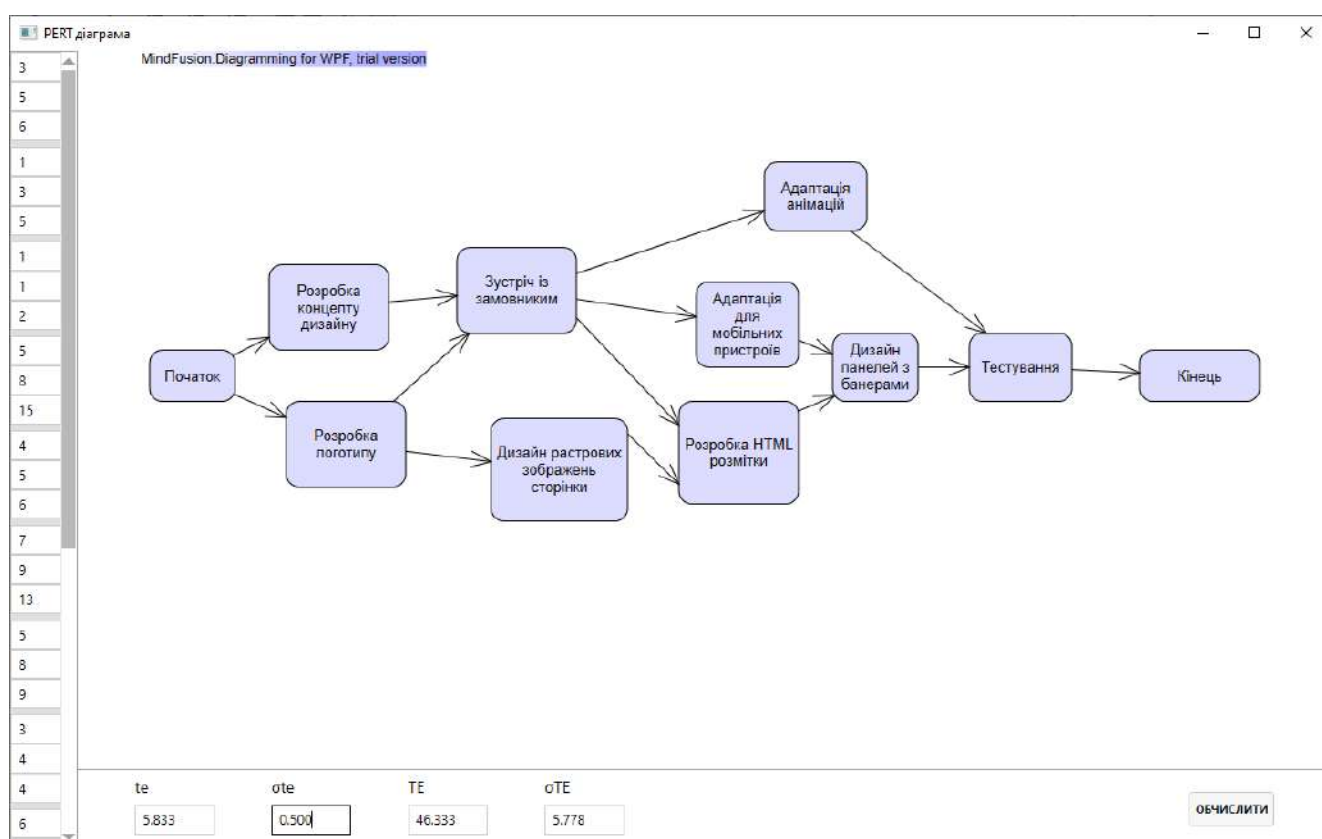 PERT діаграма
MindFusion.Diagramming for WPF, trial version
3
5
6
1
3
5
1
1
2
5
8
15
4
5
6
7
9
13
5
8
9
3
4
4
6
Адаптація
анімацій
Розробка
концепту
дизайну
Зустріч із
замовником
Адаптація
для
мобільних
пристроїв
Початок
Дизайн
панелей з
банерами
Тестування
Кінець
Розробка
логотипу
Дизайн растрових
зображень
сторінки
Розробка HTML
розмітки
te
σte
TE
σTE
5.833
0.500
46.333
5.778
ОБЧИСЛИТИ